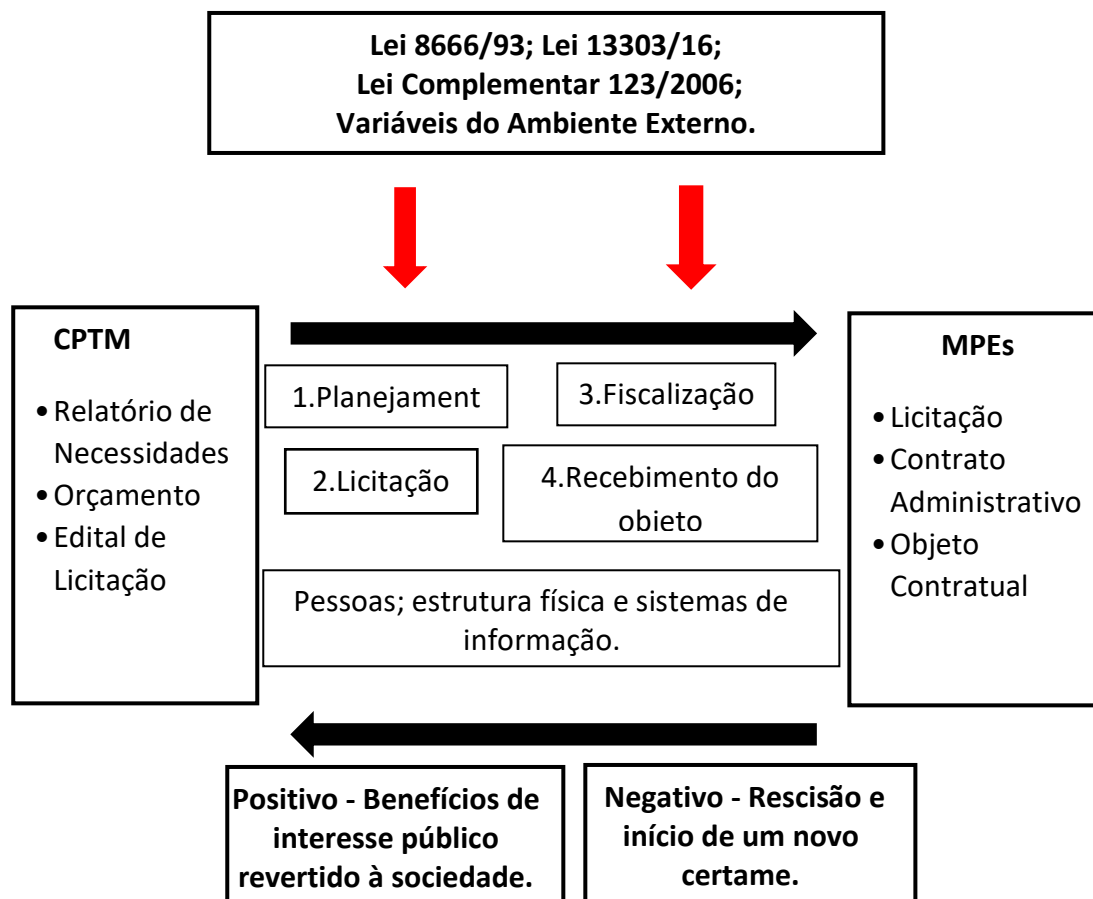 Lei 8666/93; Lei 13303/16;
Lei Complementar 123/2006;
Variáveis do Ambiente Externo.
CPTM
• Relatório de
Necessidades
• Orçamento
• Edital de
Licitação
1.Planejament
3.Fiscalização
2.Licitação
4.Recebimento do
obieto
Pessoas; estrutura física e sistemas de
informação.
MPEs
• Licitação
• Contrato
Administrativo
• Objeto
Contratual
Positivo - Benefícios de
interesse público
revertido à sociedade.
Negativo - Rescisão e
início de um novo
certame.